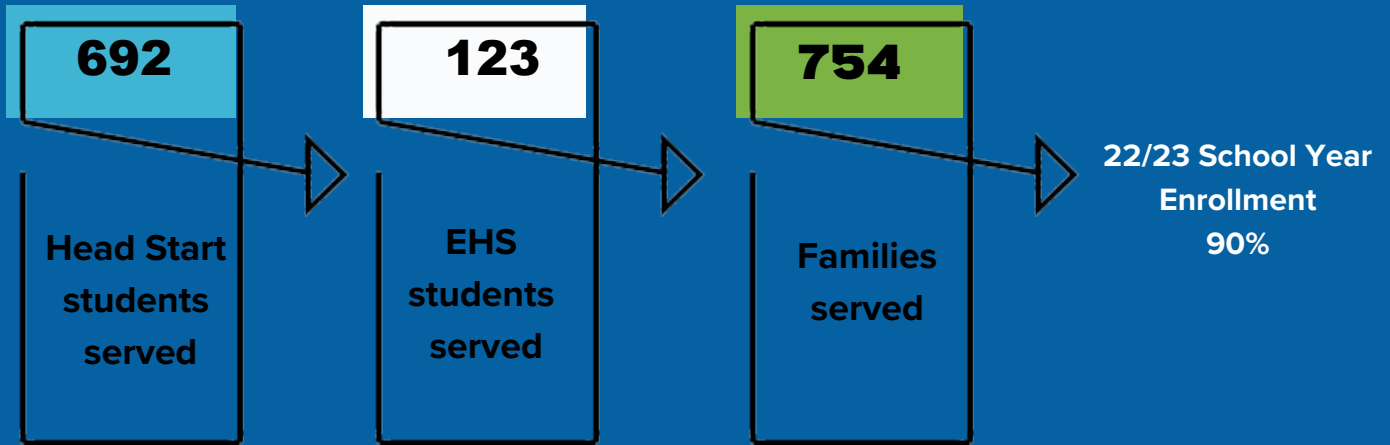 692
Head Start
students
served
123
EHS
students
served
754
Families
served
22/23 School Year
Enrollment
90%